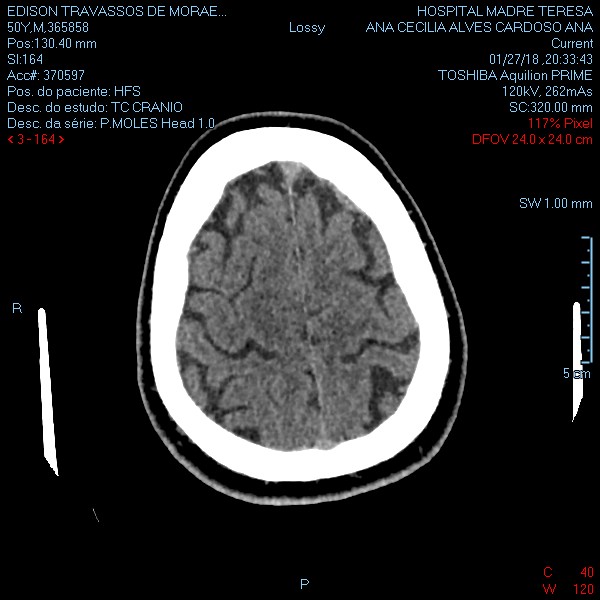 EDISON TRAVASSOS DE MORAE...
50Y,M,365858
Pos:130.40 mm
SI:164
Acc#: 370597
Pos. do paciente: HFS
Desc. do estudo: TC CRANIO
Desc. da série: P.MOLES Head 1.0
< 3 - 164 >
Lossy
HOSPITAL MADRE TERESA
ANA CECILIA ALVES CARDOSO ANA
Current
01/27/18 ,20:33:43
TOSHIBA Aquilion PRIME
120kV, 262mAs
SC:320.00 mm
117% Pixel
DFOV 24.0 x 24.0 cm
SW 1.00 mm
R
5 cm
P
C 40
W 120